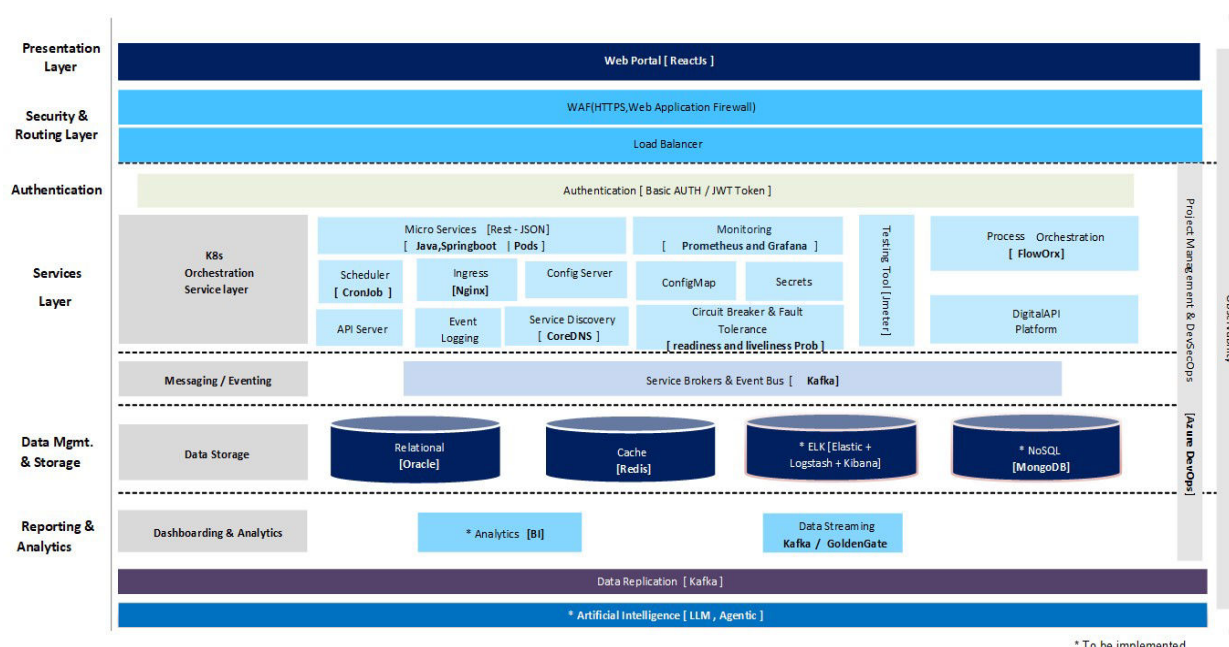 Presentation
Layer
Web Portal [ ReactJs ]
Security &
Routing Layer
WAF(HTTPS,Web Application Firewall)
Load Balancer
Authentication
Authentication [ Basic AUTH / JWT Token ]
Services
Layer
K8s
Orchestration
Service layer
Micro Services [Rest - JSON]
[ Java,Springboot | Pods ]
Monitoring
[ Prometheus and Grafana ]
Scheduler
[ CronJob ]
Ingress
[Nginx]
Config Server
ConfigMap
Secrets
API Server
Event
Logging
Service Discovery
[ CoreDNS ]
Circuit Breaker & Fault
Tolerance
[ readiness and liveliness Prob ]
Testing Tool [Jmeter]
Process Orchestration
[ FlowOrx ]
DigitalAPI
Platform
Project Management & DevSecOps
[Azure DevOps]
Messaging / Eventing
Service Brokers & Event Bus [ Kafka]
Data Mgmt.
& Storage
Data Storage
Relational
[Oracle]
Cache
[Redis]
* ELK [Elastic +
Logstash + Kibana]
* NoSQL
[MongoDB]
Reporting &
Analytics
Dashboarding & Analytics
* Analytics [BI]
Data Streaming
Kafka / GoldenGate
Data Replication [ Kafka ]
* Artificial Intelligence [ LLM , Agentic ]
* To be implemented